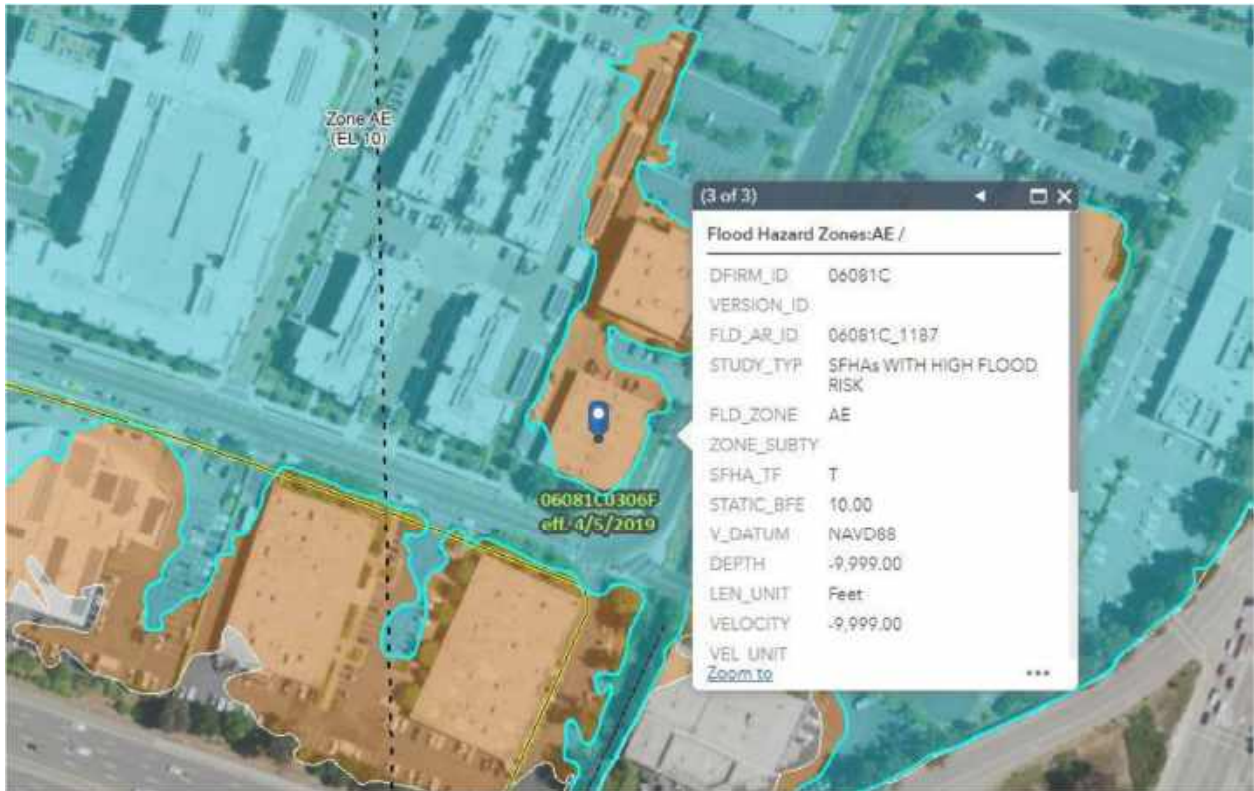 Zone AE
(EL 10)
(3 of 3)
Flood Hazard Zones:AE /
DFIRM_ID 06081C
VERSION_ID
FLD_AR_ID 06081C_1187
STUDY_TYP SFHAs WITH HIGH FLOOD
RISK
FLD_ZONE AE
ZONE_SUBTY
SFHA_TF T
STATIC_BFE 10.00
V_DATUM NAVD88
DEPTH -9,999.00
LEN_UNIT Feet
VELOCITY -9,999.00
VEL_UNIT
Zoom to
06081C0306F
eff. 4/5/2019